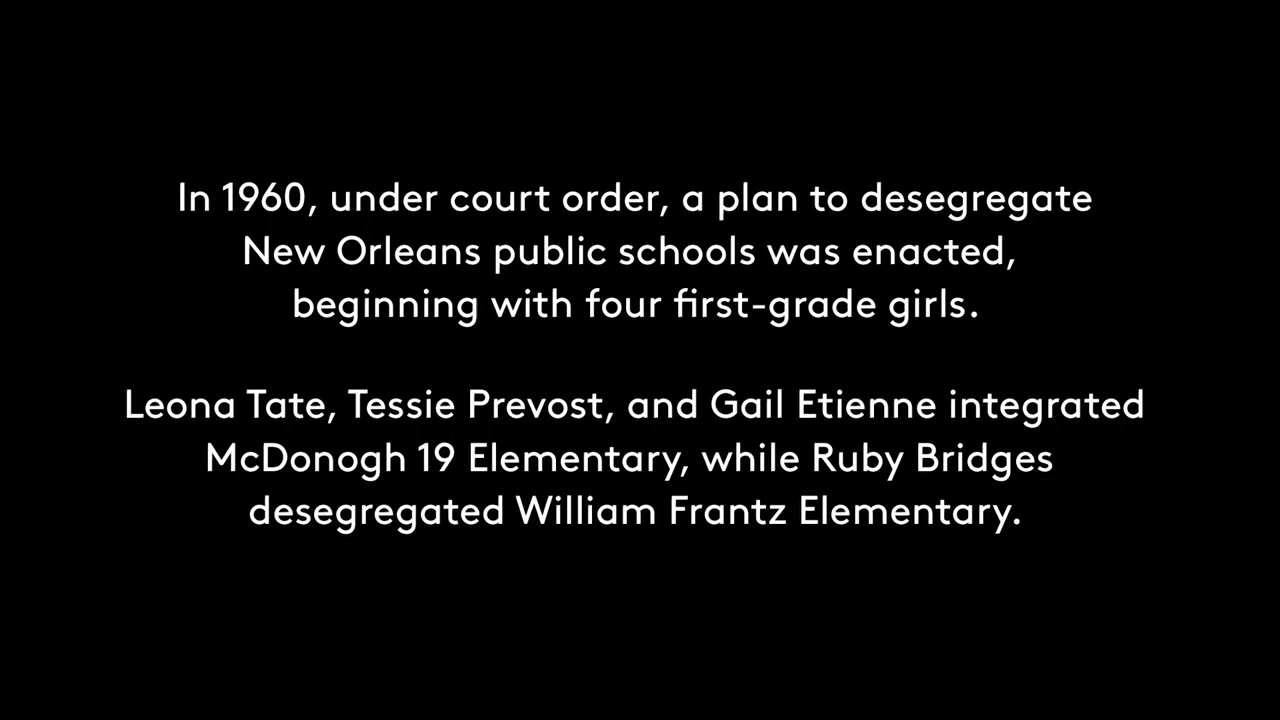 In 1960, under court order, a plan to desegregate
New Orleans public schools was enacted,
beginning with four first-grade girls.
Leona Tate, Tessie Prevost, and Gail Etienne integrated
McDonogh 19 Elementary, while Ruby Bridges
desegregated William Frantz Elementary.